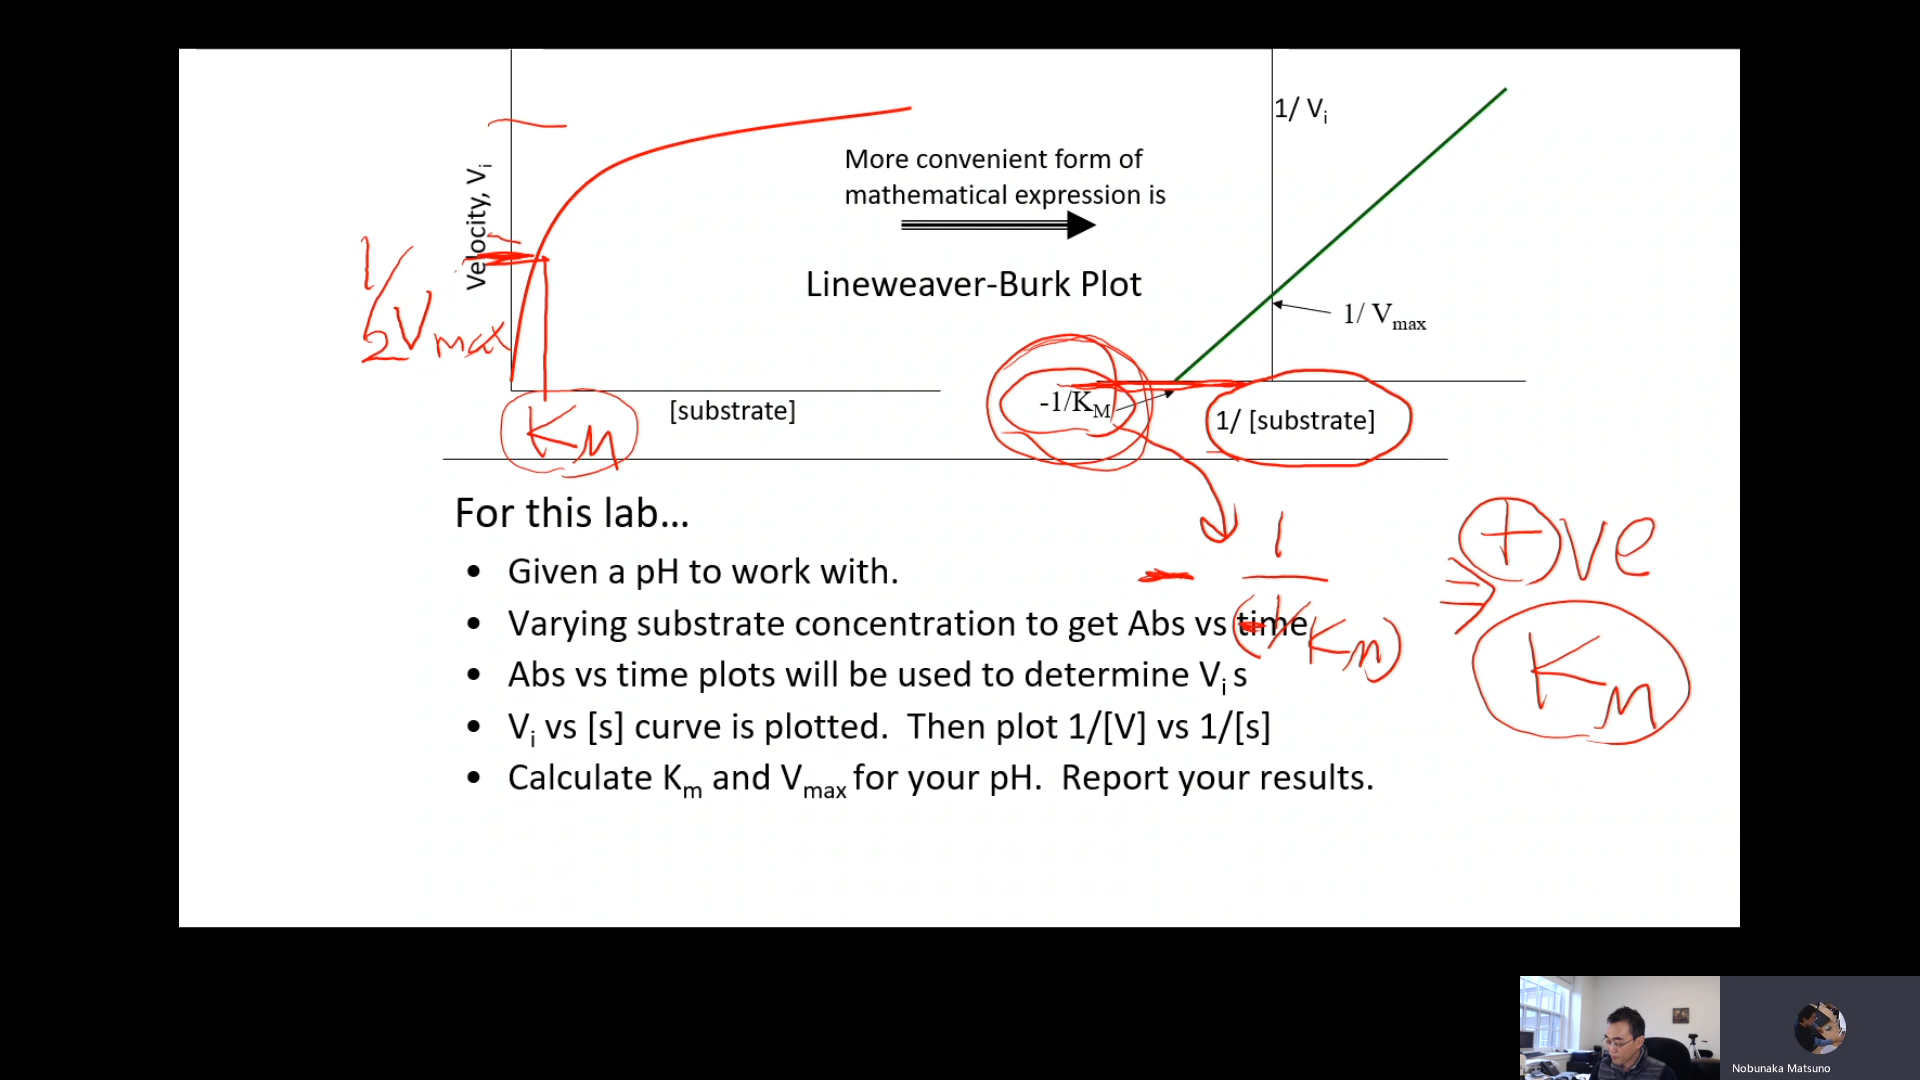 Velocity, Vi
1/2 Vmax
KM
[substrate]
More convenient form of
mathematical expression is
Lineweaver-Burk Plot
1/ Vi
1/ Vmax
-1/KM
1/ [substrate]
For this lab...
• Given a pH to work with.
• Varying substrate concentration to get Abs vs time
• Abs vs time plots will be used to determine Vi s
• Vi vs [s] curve is plotted. Then plot 1/[V] vs 1/[s]
• Calculate Km and Vmax for your pH. Report your results.
- 1
(-1/KM)
⇒ +ve
KM
Nobunaka Matsuno